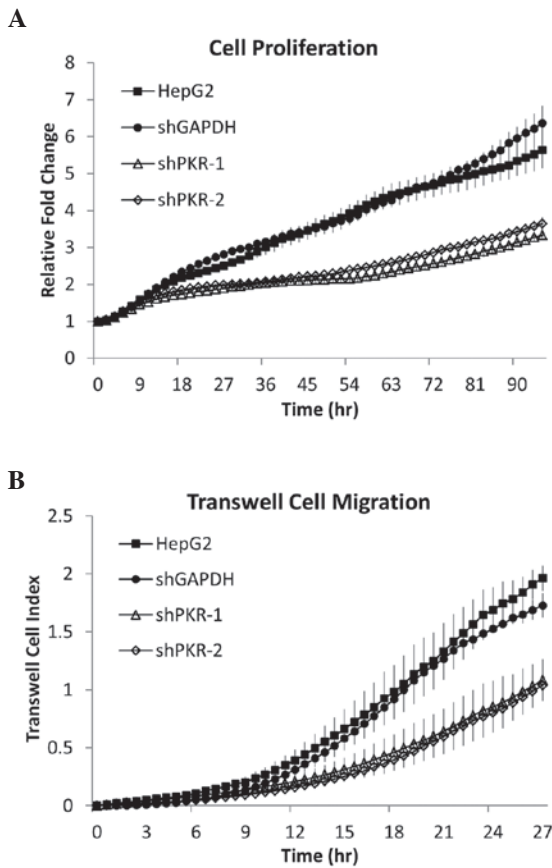 A
Cell Proliferation
8
7
6
5
4
3
2
1
0
Relative Fold Change
HepG2
shGAPDH
shPKR-1
shPKR-2
0 9 18 27 36 45 54 63 72 81 90
Time (hr)
B
Transwell Cell Migration
2.5
2
1.5
1
0.5
0
Transwell Cell Index
HepG2
shGAPDH
shPKR-1
shPKR-2
0 3 6 9 12 15 18 21 24 27
Time (hr)